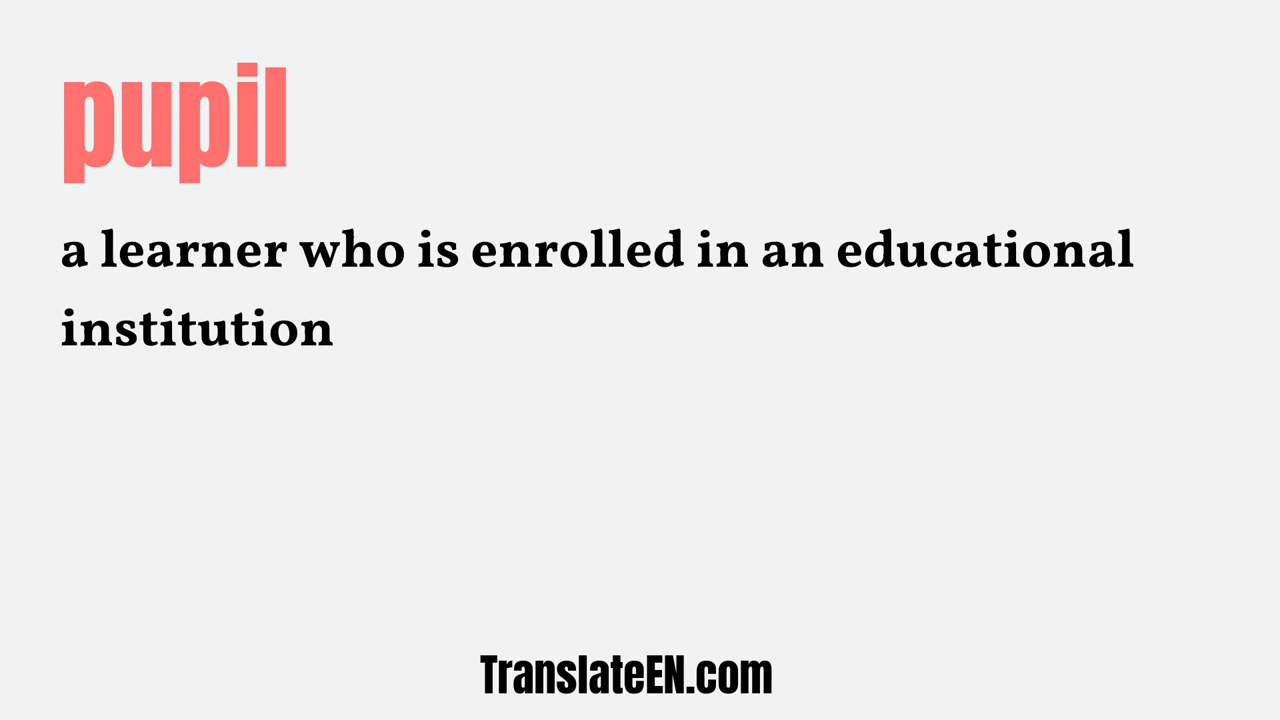 pupil
a learner who is enrolled in an educational
institution
TranslateEN.com